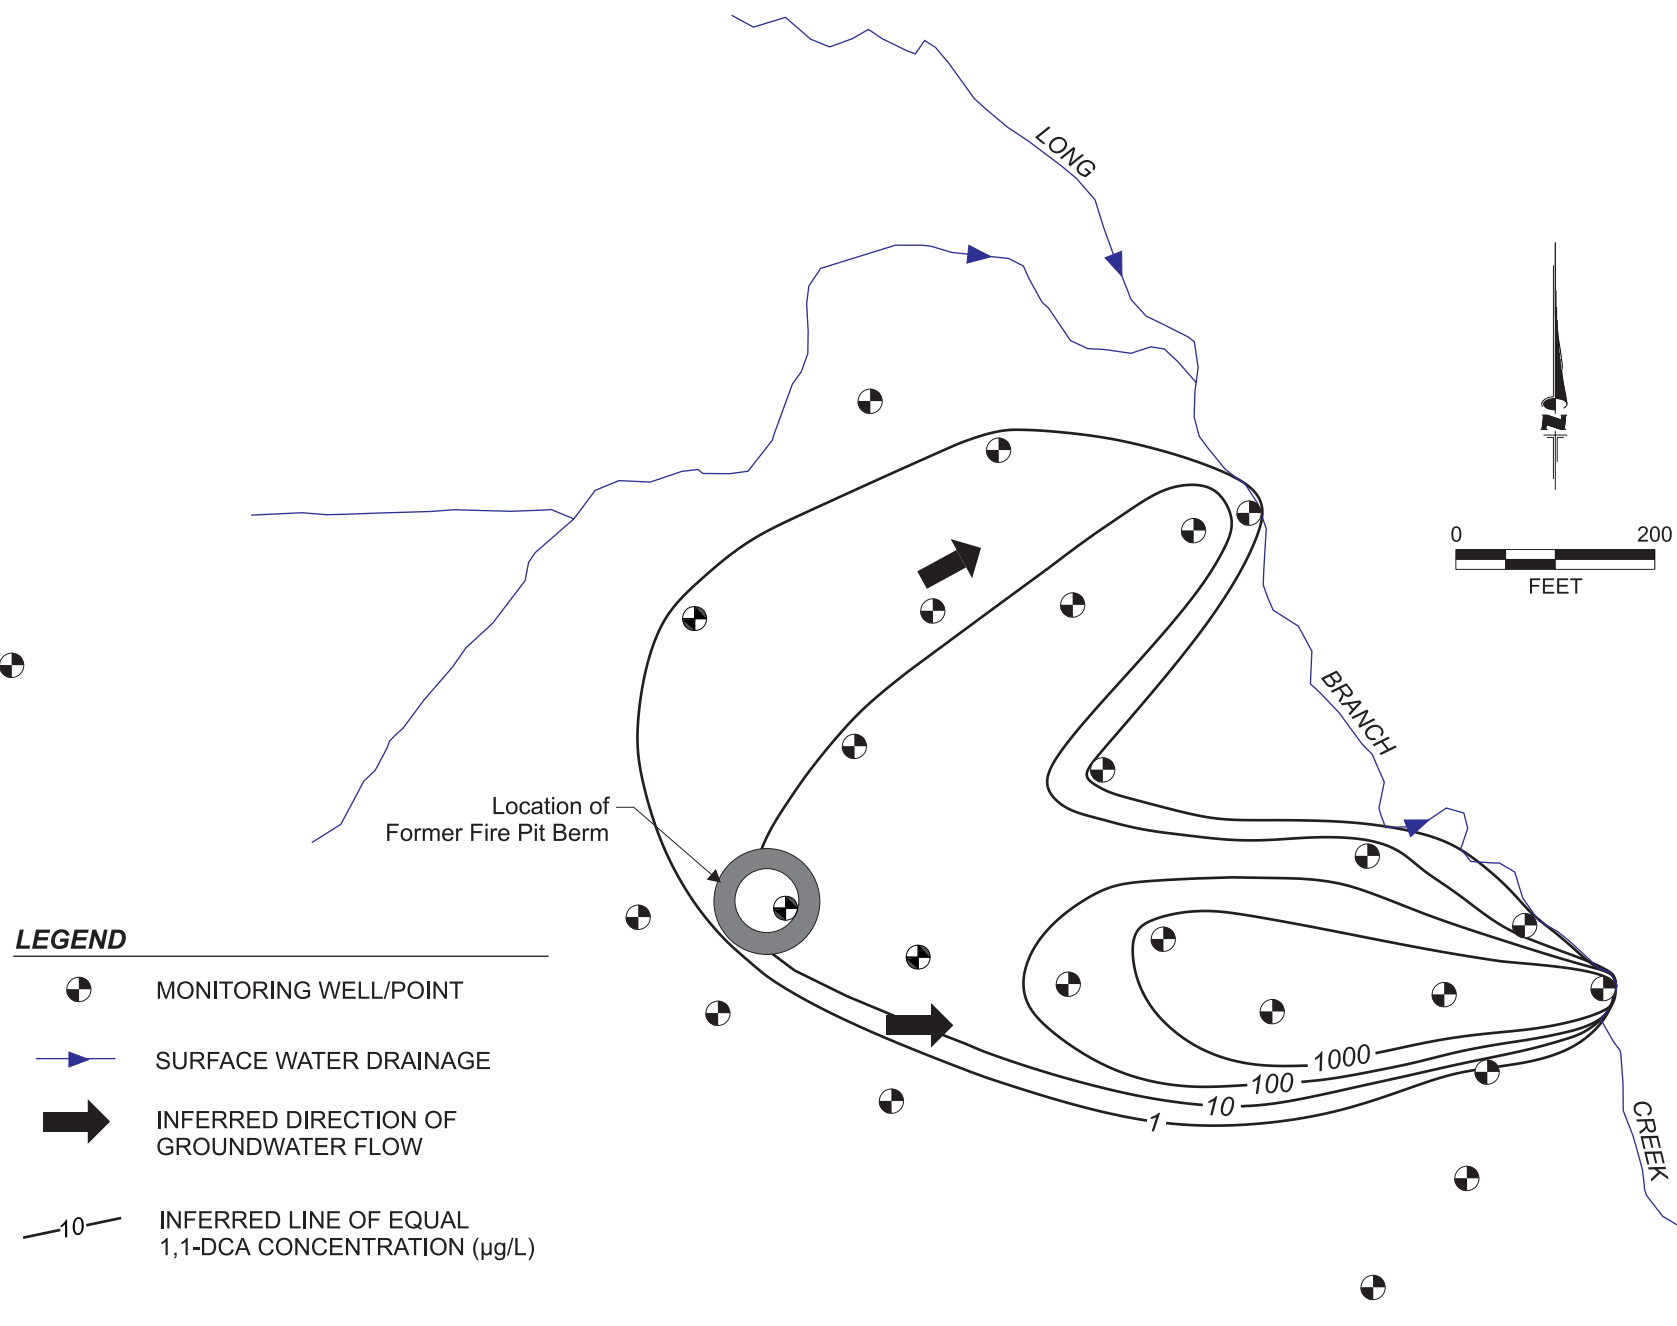 LONG
0 200
FEET
BRANCH
Location of
Former Fire Pit Berm
LEGEND
MONITORING WELL/POINT
SURFACE WATER DRAINAGE
INFERRED DIRECTION OF
GROUNDWATER FLOW
10
INFERRED LINE OF EQUAL
1,1-DCA CONCENTRATION (µg/L)
1000
100
10
1
CREEK
N